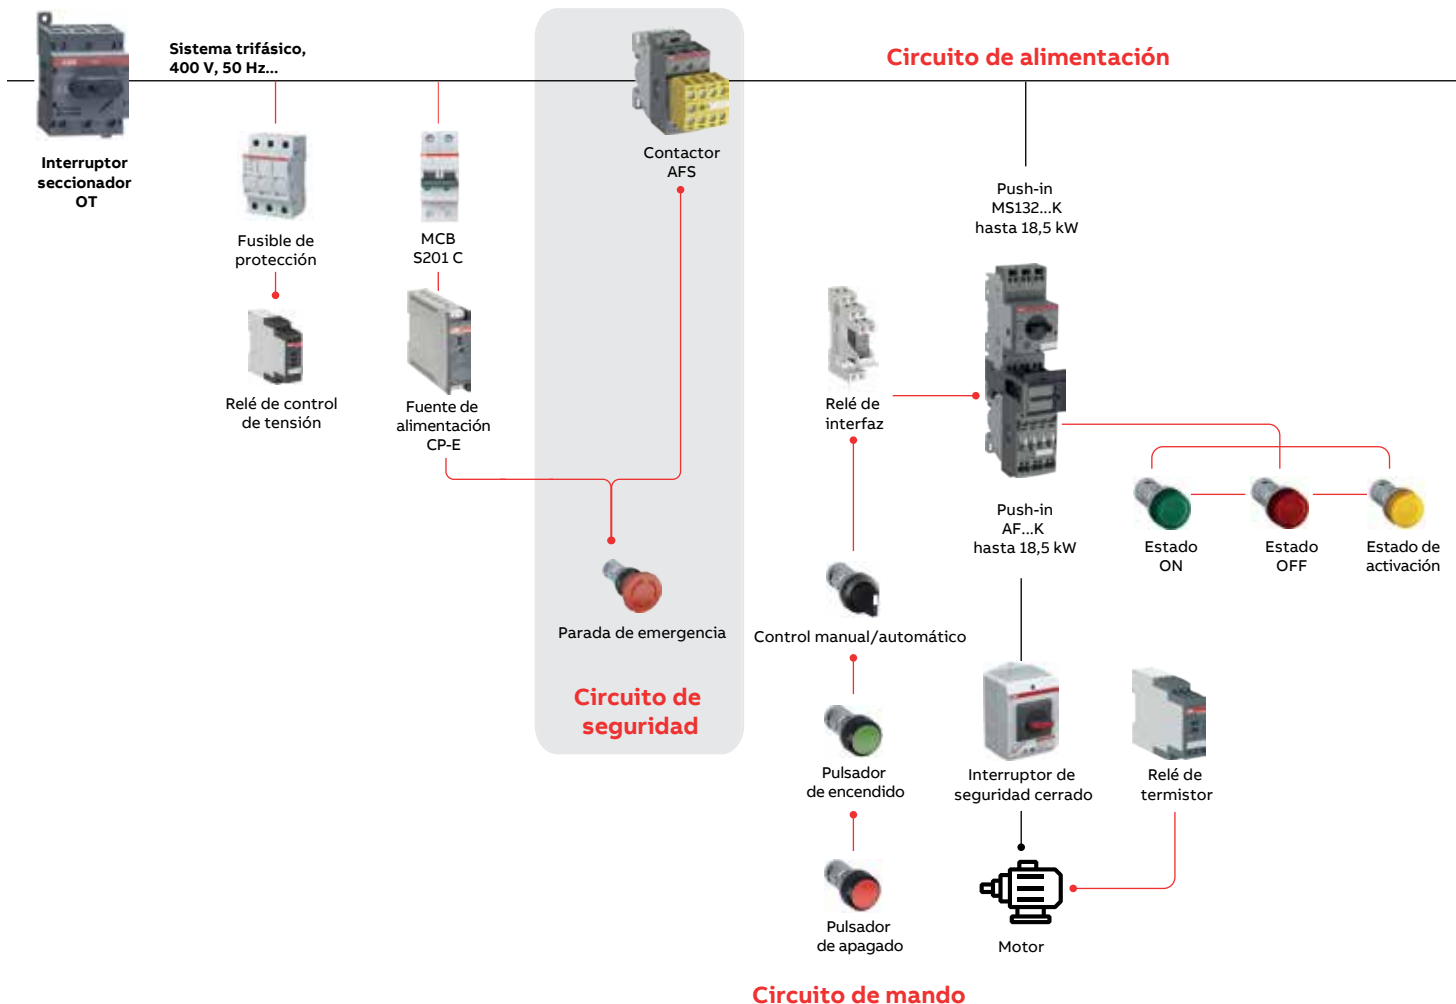 Sistema trifásico,
400 V, 50 Hz...
Circuito de alimentación
ABB
Interruptor
seccionador
OT
Fusible de
protección
MCB
S201 C
Contactor
AFS
Push-in
MS132...K
hasta 18,5 kW
Relé de control
de tensión
Fuente de
alimentación
CP-E
Relé de
interfaz
Push-in
AF...K
hasta 18,5 kW
Estado
ON
Estado
OFF
Estado de
activación
Parada de emergencia
Control manual/automático
Circuito de
seguridad
Pulsador
de encendido
Interruptor de
seguridad cerrado
Relé de
termistor
Pulsador
de apagado
Motor
Circuito de mando